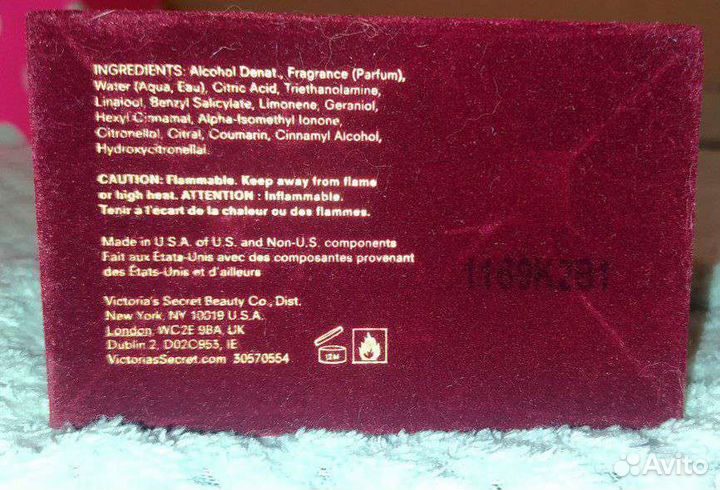 INGREDIENTS: Alcohol Denat., Fragrance (Parfum),
Water (Aqua, Eau), Citric Acid, Triethanolamine,
Linalool, Benzyl Salicylate, Limonene, Geraniol,
Hexyl Cinnamal, Alpha-Isomethyl Ionone,
Citronellol, Citral, Coumarin, Cinnamyl Alcohol,
Hydroxycitronellal.
CAUTION: Flammable. Keep away from flame
or high heat. ATTENTION : Inflammable.
Tenir à l'écart de la chaleur ou des flammes.
Made in U.S.A. of U.S. and Non-U.S. components
Fait aux États-Unis avec des composantes provenant
des États-Unis et d'ailleurs
Victoria's Secret Beauty Co., Dist.
New York, NY 10019 U.S.A.
London, WC2E 9BA, UK
Dublin 2, D02C953, IE
VictoriasSecret.com 30570554
12M
Avito